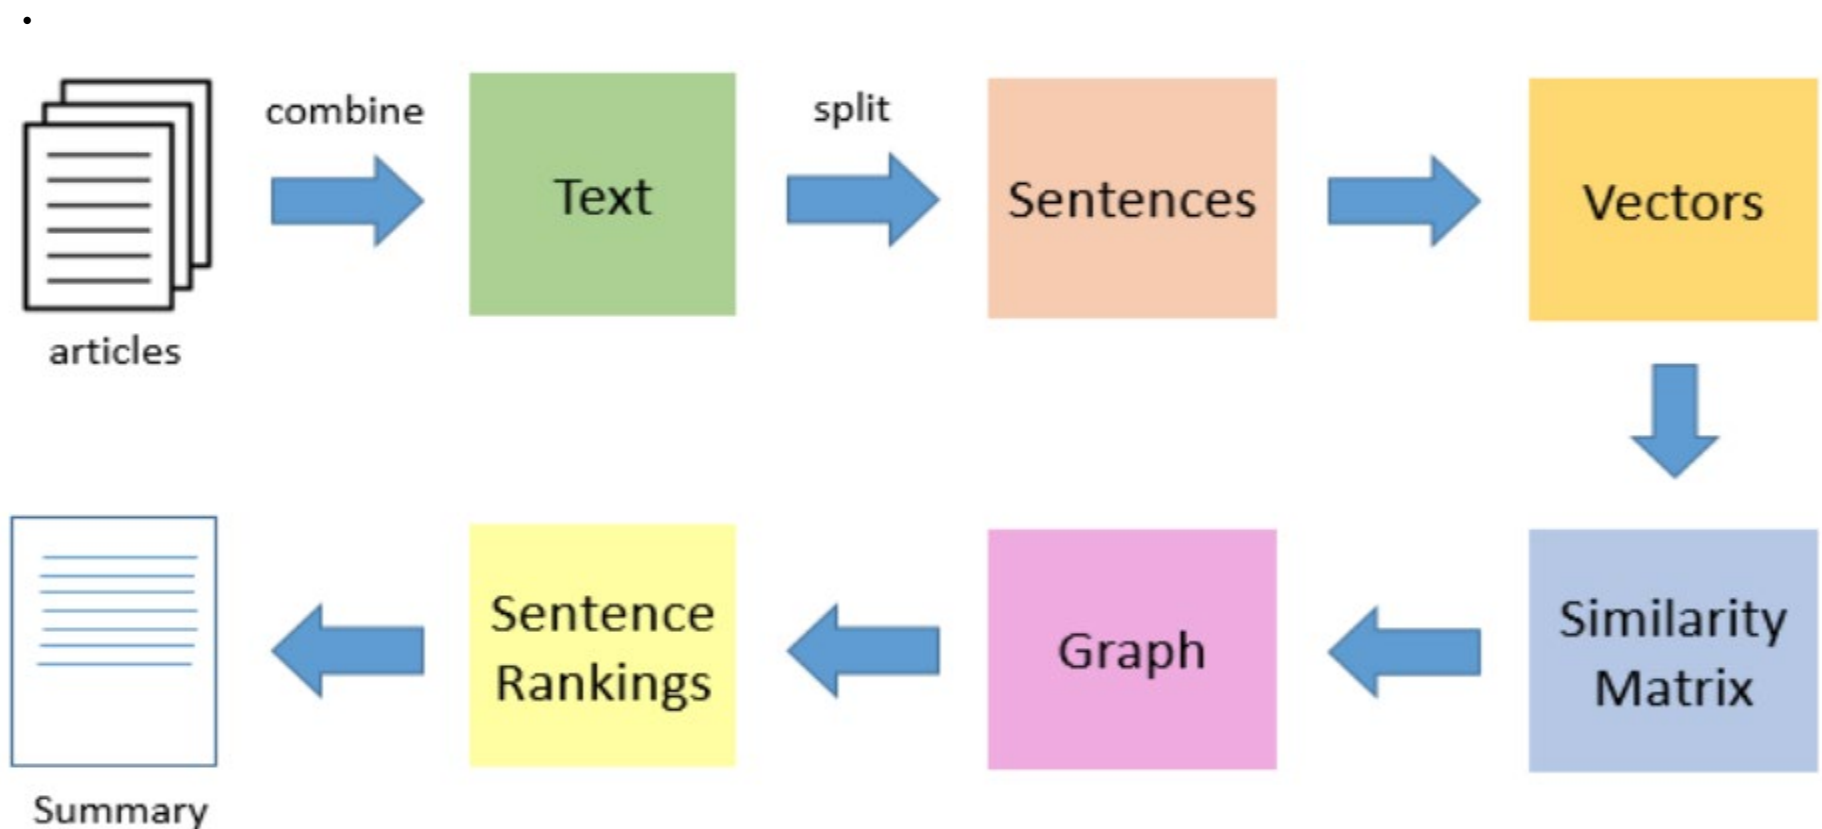 •
combine
Text
split
Sentences
Vectors
articles
Similarity
Matrix
Graph
Sentence
Rankings
Summary